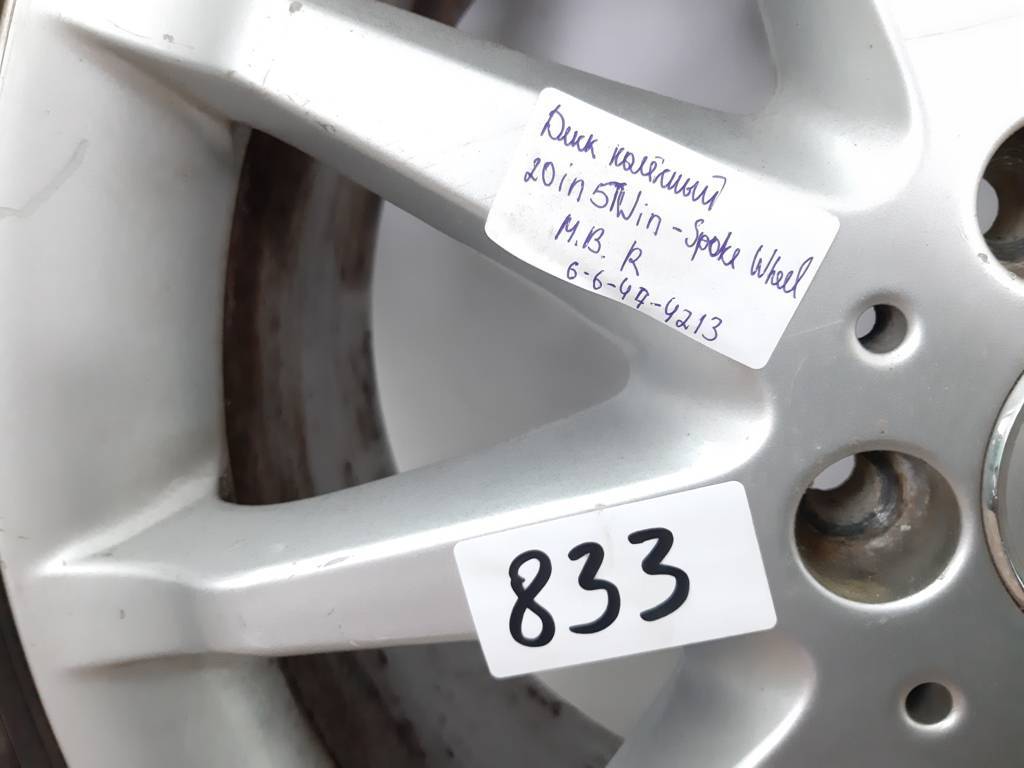 Диск колёсный
20in 5TWin-Spoke Wheel
M.B. R
6-6-47-4213
833